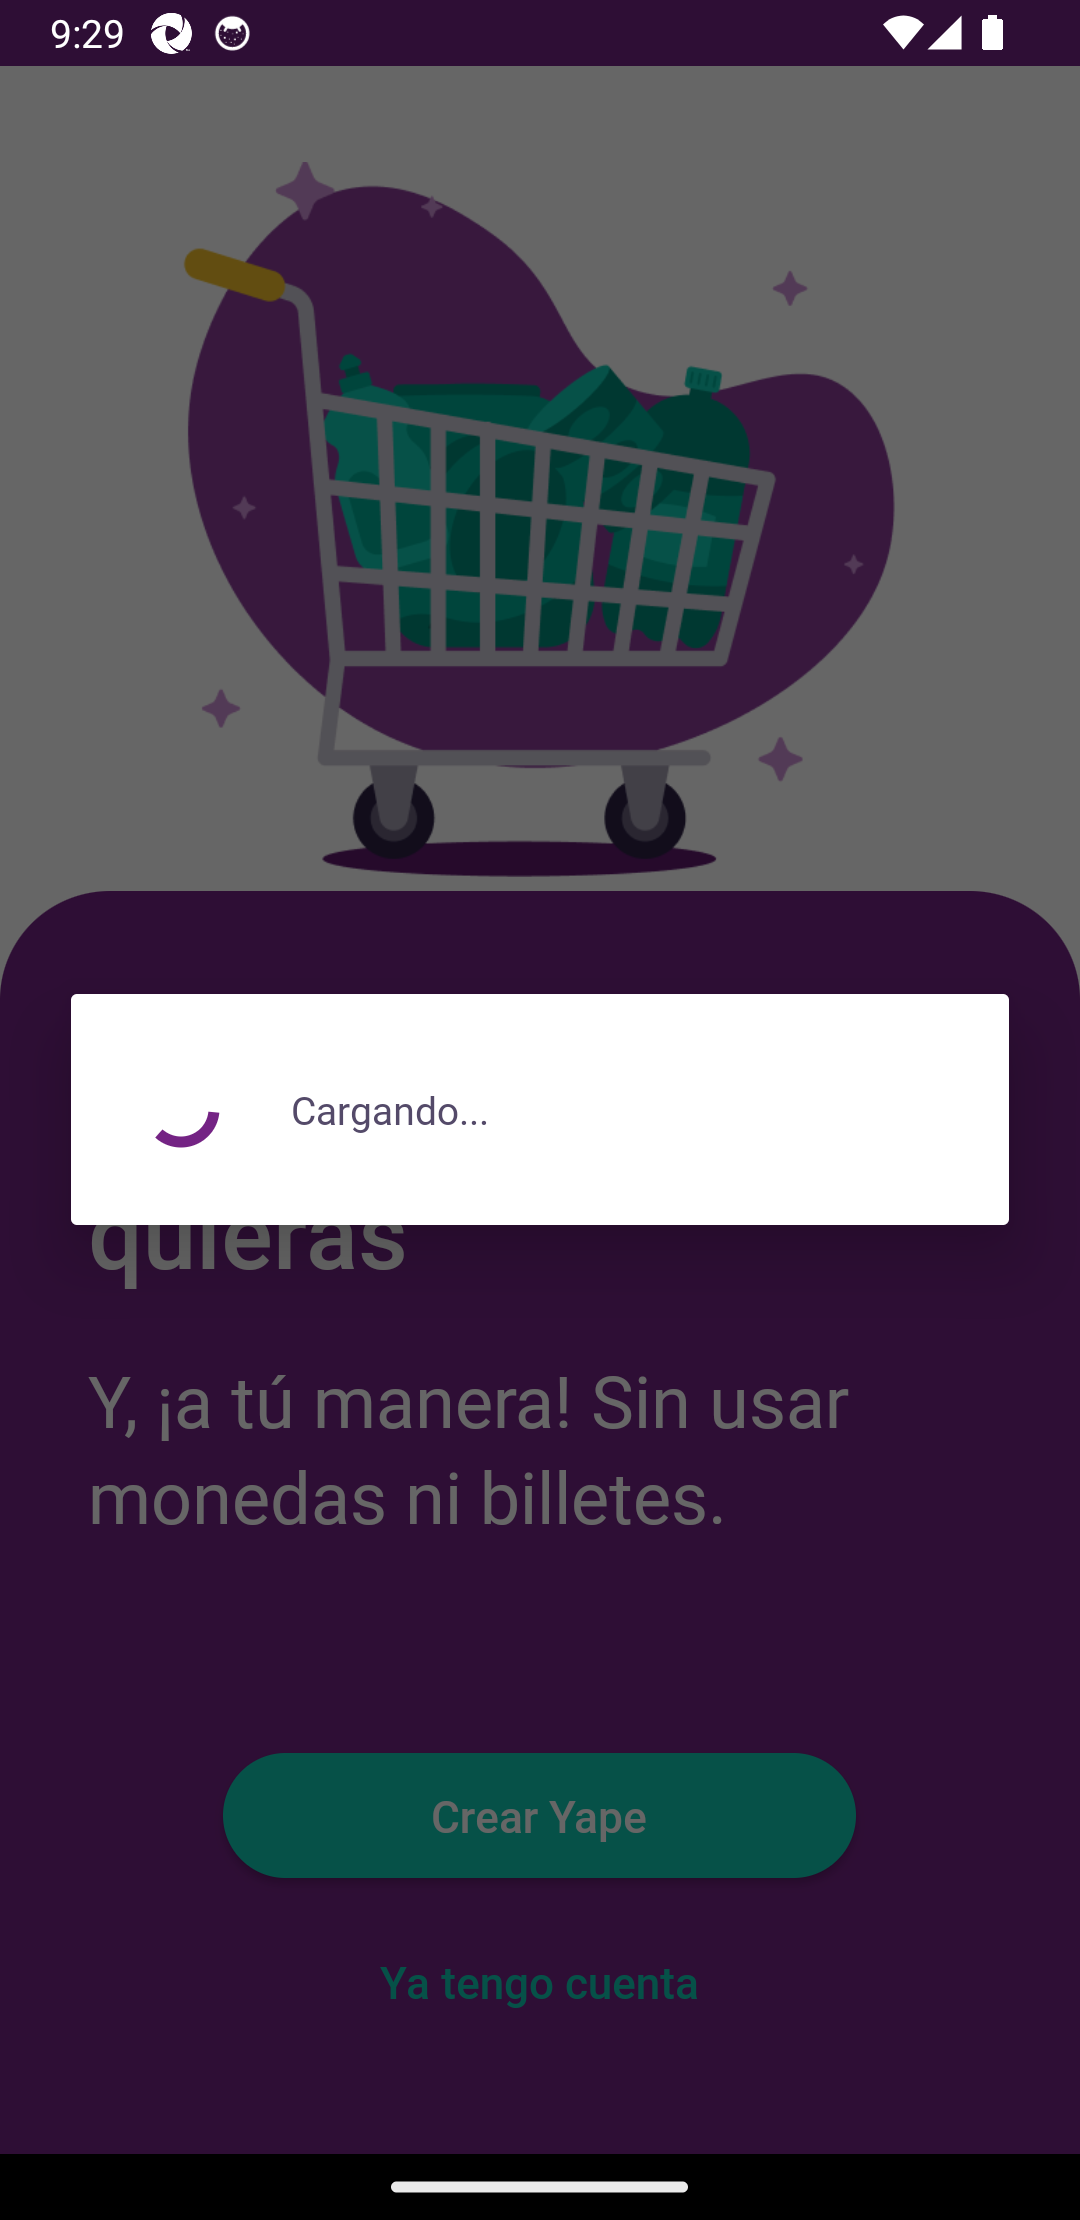 9:29
Cargando...
quieras
Y, ¡a tú manera! Sin usar
monedas ni billetes.
Crear Yape
Ya tengo cuenta